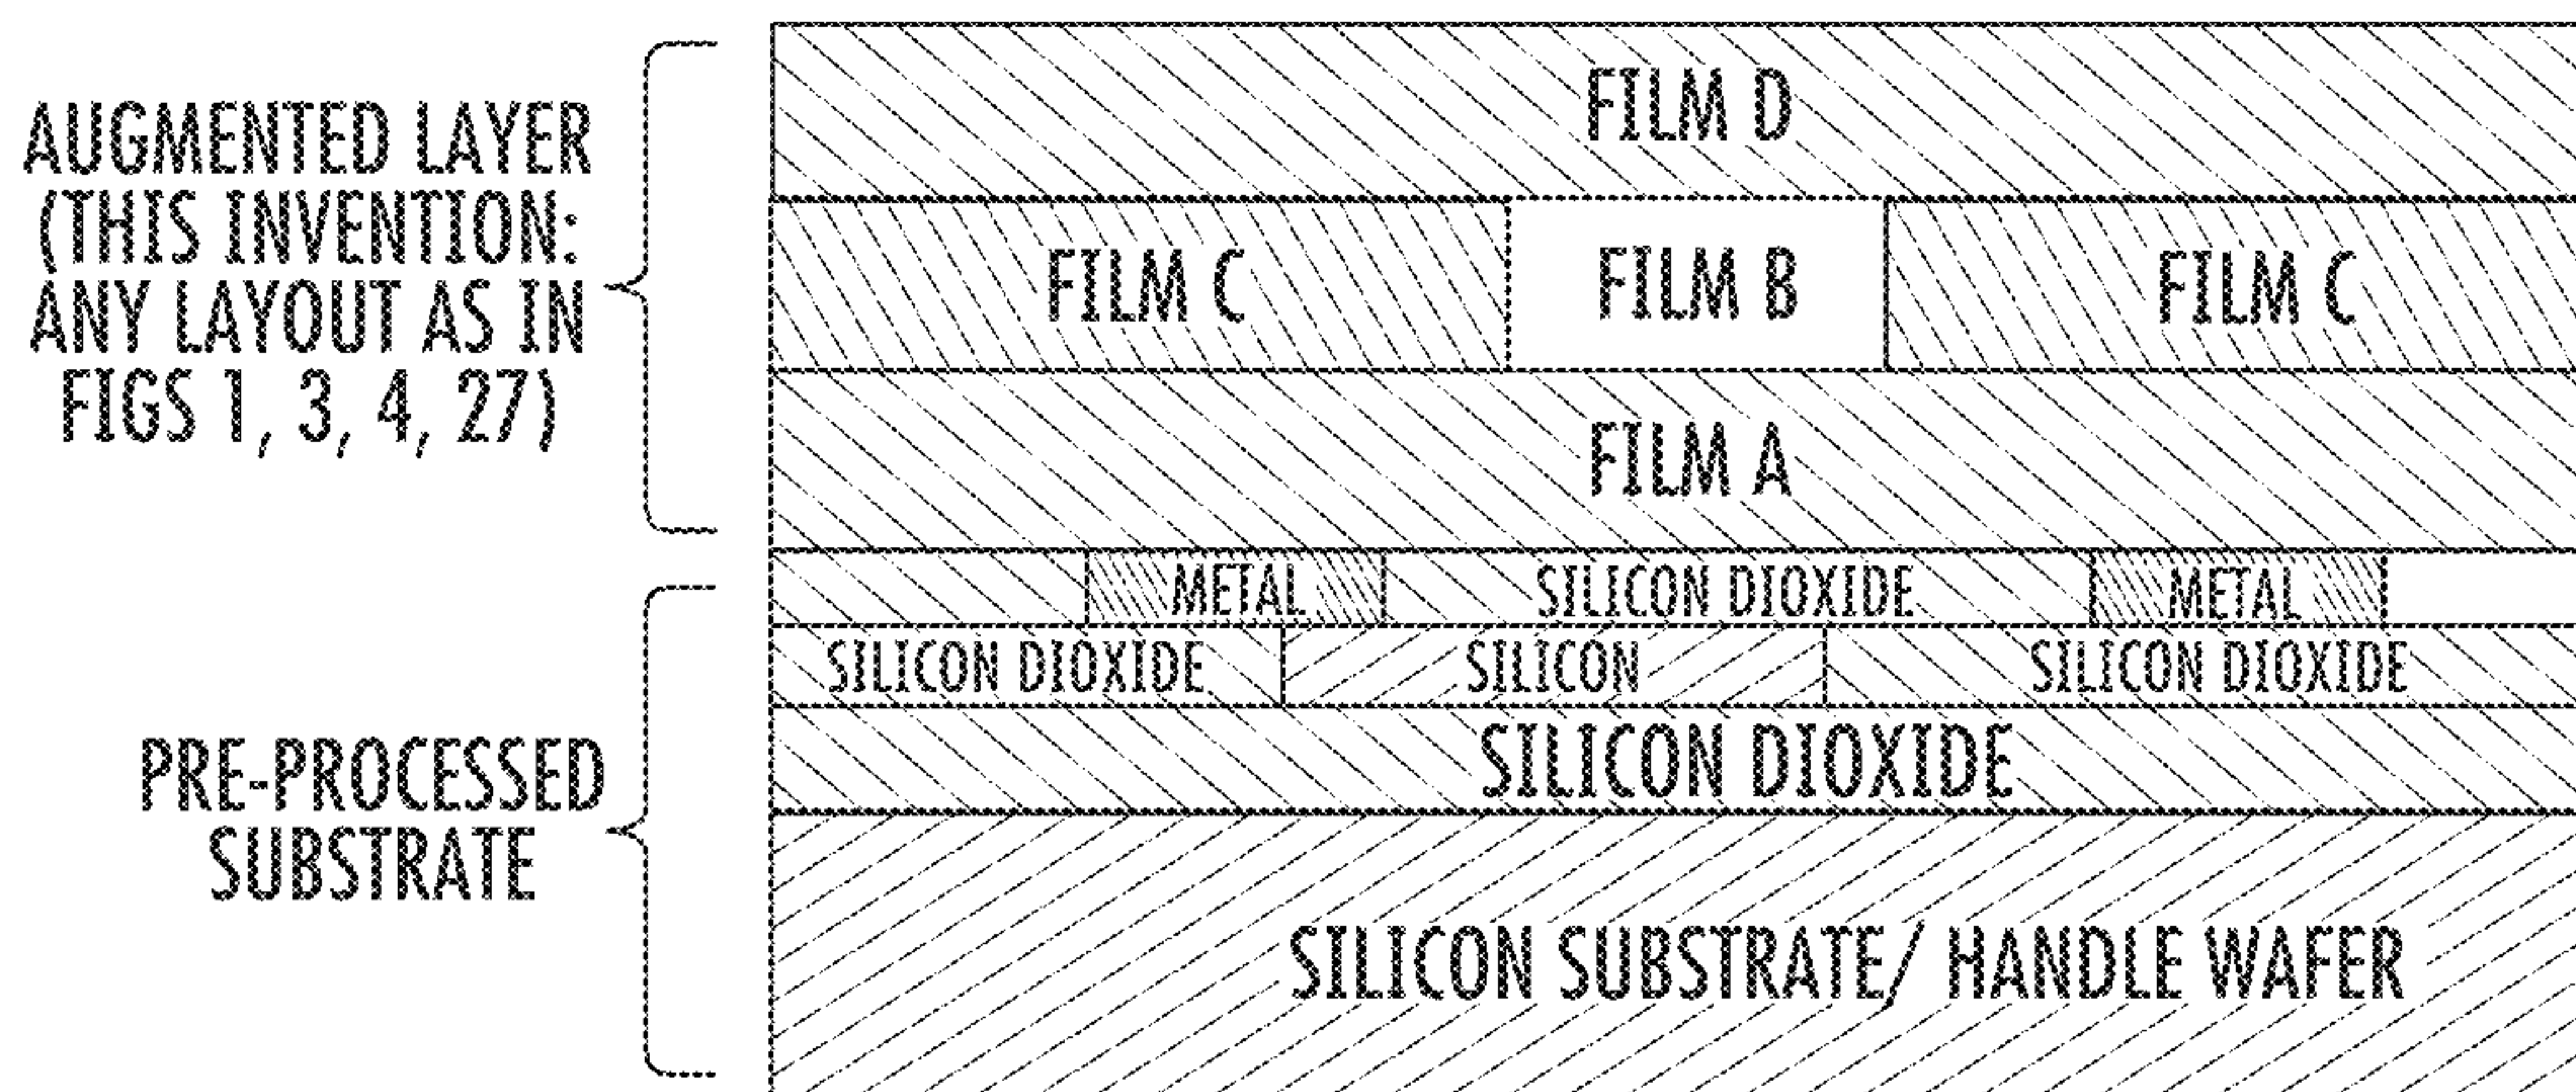 AUGMENTED LAYER
(THIS INVENTION:
ANY LAYOUT AS IN
FIGS 1, 3, 4, 27)
FILM D
FILM C
FILM B
FILM C
FILM A
PRE-PROCESSED
SUBSTRATE
METAL
SILICON DIOXIDE
METAL
SILICON DIOXIDE
SILICON
SILICON DIOXIDE
SILICON DIOXIDE
SILICON SUBSTRATE/ HANDLE WAFER